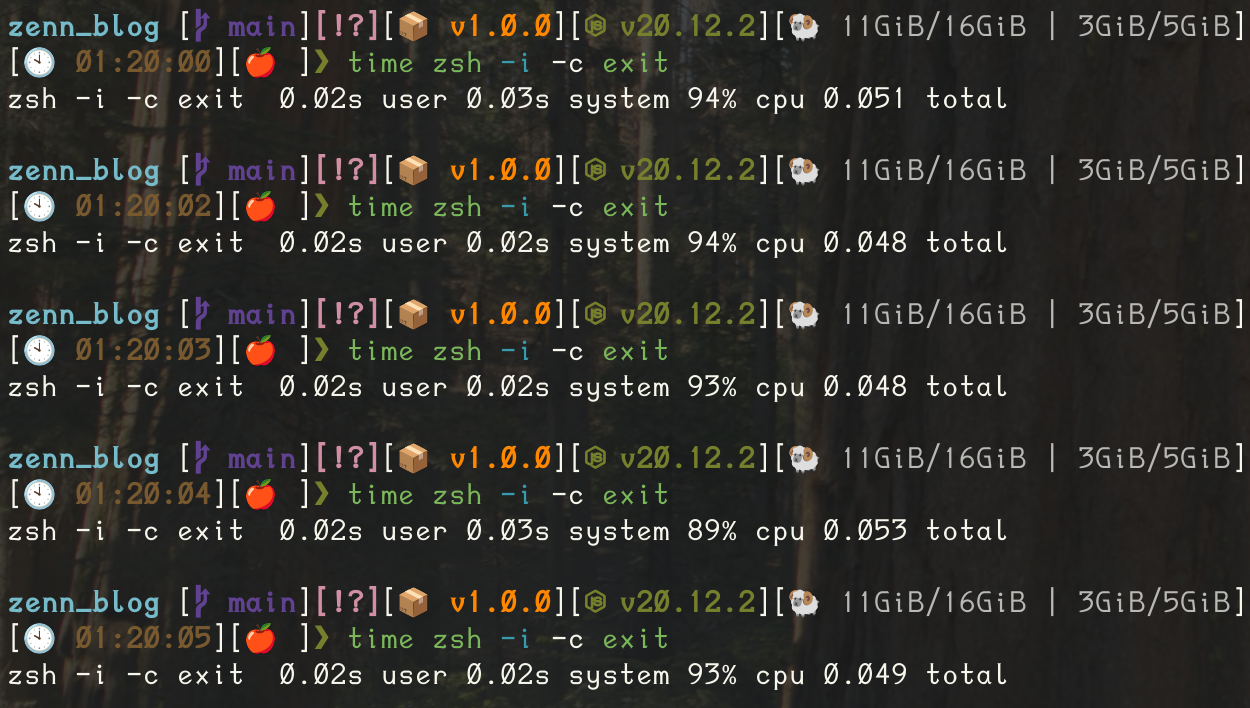 zenn_blog [ main][!?][📦 v1.0.0][ v20.12.2][🐏 11GiB/16GiB | 3GiB/5GiB]
[🕙 01:20:00][🍎 ]❯ time zsh -i -c exit
zsh -i -c exit  0.02s user 0.03s system 94% cpu 0.051 total
zenn_blog [ main][!?][📦 v1.0.0][ v20.12.2][🐏 11GiB/16GiB | 3GiB/5GiB]
[🕙 01:20:02][🍎 ]❯ time zsh -i -c exit
zsh -i -c exit  0.02s user 0.02s system 94% cpu 0.048 total
zenn_blog [ main][!?][📦 v1.0.0][ v20.12.2][🐏 11GiB/16GiB | 3GiB/5GiB]
[🕙 01:20:03][🍎 ]❯ time zsh -i -c exit
zsh -i -c exit  0.02s user 0.02s system 93% cpu 0.048 total
zenn_blog [ main][!?][📦 v1.0.0][ v20.12.2][🐏 11GiB/16GiB | 3GiB/5GiB]
[🕙 01:20:04][🍎 ]❯ time zsh -i -c exit
zsh -i -c exit  0.02s user 0.03s system 89% cpu 0.053 total
zenn_blog [ main][!?][📦 v1.0.0][ v20.12.2][🐏 11GiB/16GiB | 3GiB/5GiB]
[🕙 01:20:05][🍎 ]❯ time zsh -i -c exit
zsh -i -c exit  0.02s user 0.02s system 93% cpu 0.049 total